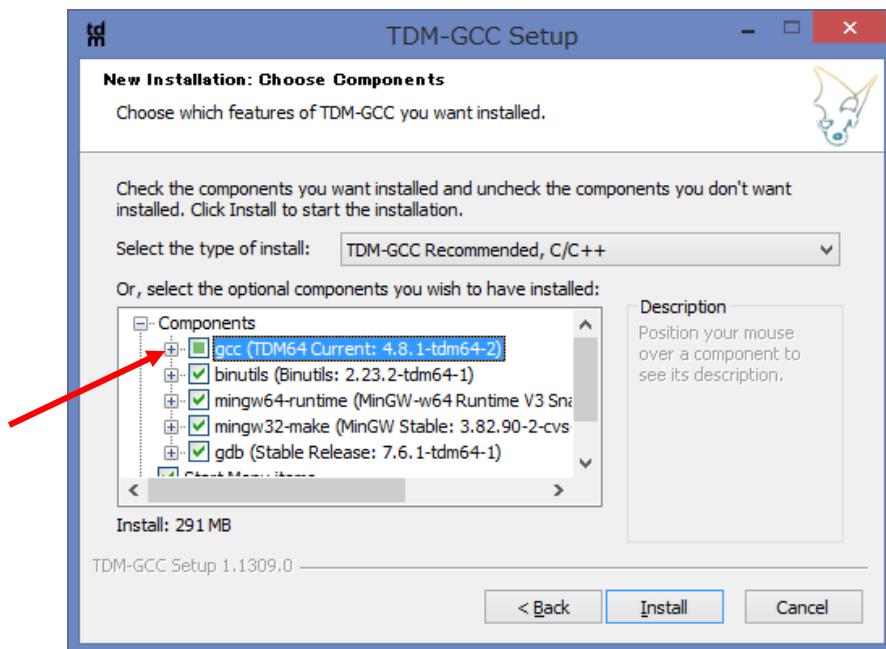 tdm
TDM-GCC Setup
New Installation: Choose Components
Choose which features of TDM-GCC you want installed.
Check the components you want installed and uncheck the components you don't want
installed. Click Install to start the installation.
Select the type of install:
TDM-GCC Recommended, C/C++
Or, select the optional components you wish to have installed:
Components
gcc (TDM64 Current: 4.8.1-tdm64-2)
binutils (Binutils: 2.23.2-tdm64-1)
mingw64-runtime (MinGW-w64 Runtime V3 Sna
mingw32-make (MinGW Stable: 3.82.90-2-cvs
gdb (Stable Release: 7.6.1-tdm64-1)
Start Menu items
Description
Position your mouse
over a component to
see its description.
Install: 291 MB
TDM-GCC Setup 1.1309.0
< Back
Install
Cancel